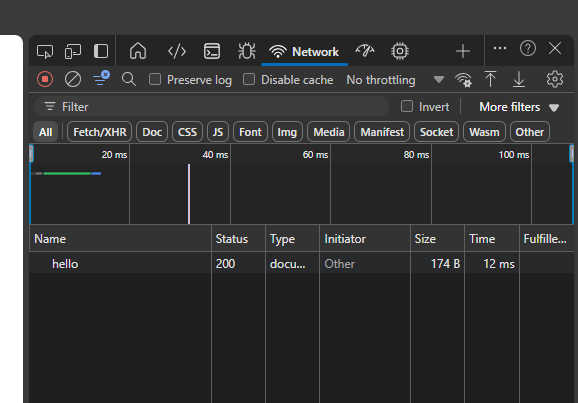 Network
Preserve log Disable cache No throttling
Filter Invert More filters
All Fetch/XHR Doc CSS JS Font Img Media Manifest Socket Wasm Other
20 ms 40 ms 60 ms 80 ms 100 ms
Name Status Type Initiator Size Time Fulfille...
hello 200 docu... Other 174 B 12 ms